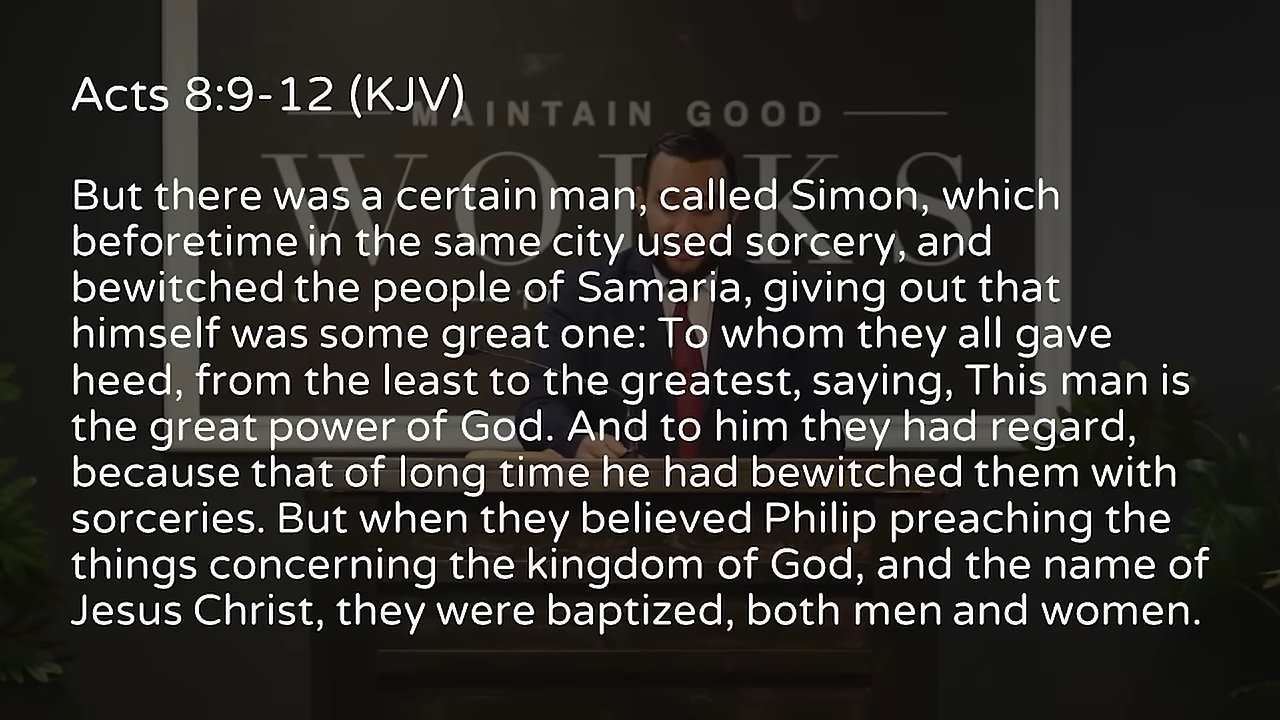 Acts 8:9-12 (KJV)
MAINTAIN GOOD
WORKS
But there was a certain man, called Simon, which
beforetime in the same city used sorcery, and
bewitched the people of Samaria, giving out that
himself was some great one: To whom they all gave
heed, from the least to the greatest, saying, This man is
the great power of God. And to him they had regard,
because that of long time he had bewitched them with
sorceries. But when they believed Philip preaching the
things concerning the kingdom of God, and the name of
Jesus Christ, they were baptized, both men and women.